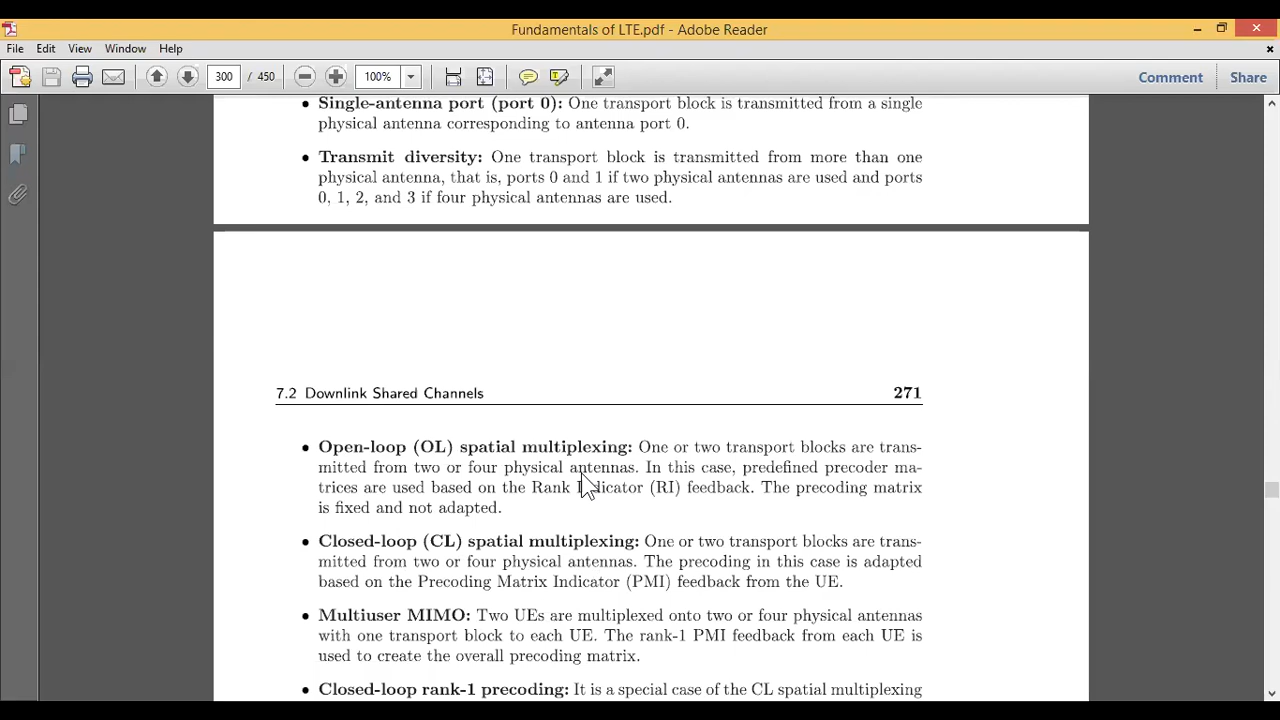 Fundamentals of LTE.pdf - Adobe Reader
File Edit View Window Help
300 / 450 100% Comment Share
• Single-antenna port (port 0): One transport block is transmitted from a single
physical antenna corresponding to antenna port 0.
• Transmit diversity: One transport block is transmitted from more than one
physical antenna, that is, ports 0 and 1 if two physical antennas are used and ports
0, 1, 2, and 3 if four physical antennas are used.
7.2 Downlink Shared Channels 271
• Open-loop (OL) spatial multiplexing: One or two transport blocks are trans-
mitted from two or four physical antennas. In this case, predefined precoder ma-
trices are used based on the Rank Indicator (RI) feedback. The precoding matrix
is fixed and not adapted.
• Closed-loop (CL) spatial multiplexing: One or two transport blocks are trans-
mitted from two or four physical antennas. The precoding in this case is adapted
based on the Precoding Matrix Indicator (PMI) feedback from the UE.
• Multiuser MIMO: Two UEs are multiplexed onto two or four physical antennas
with one transport block to each UE. The rank-1 PMI feedback from each UE is
used to create the overall precoding matrix.
• Closed-loop rank-1 precoding: It is a special case of the CL spatial multiplexing